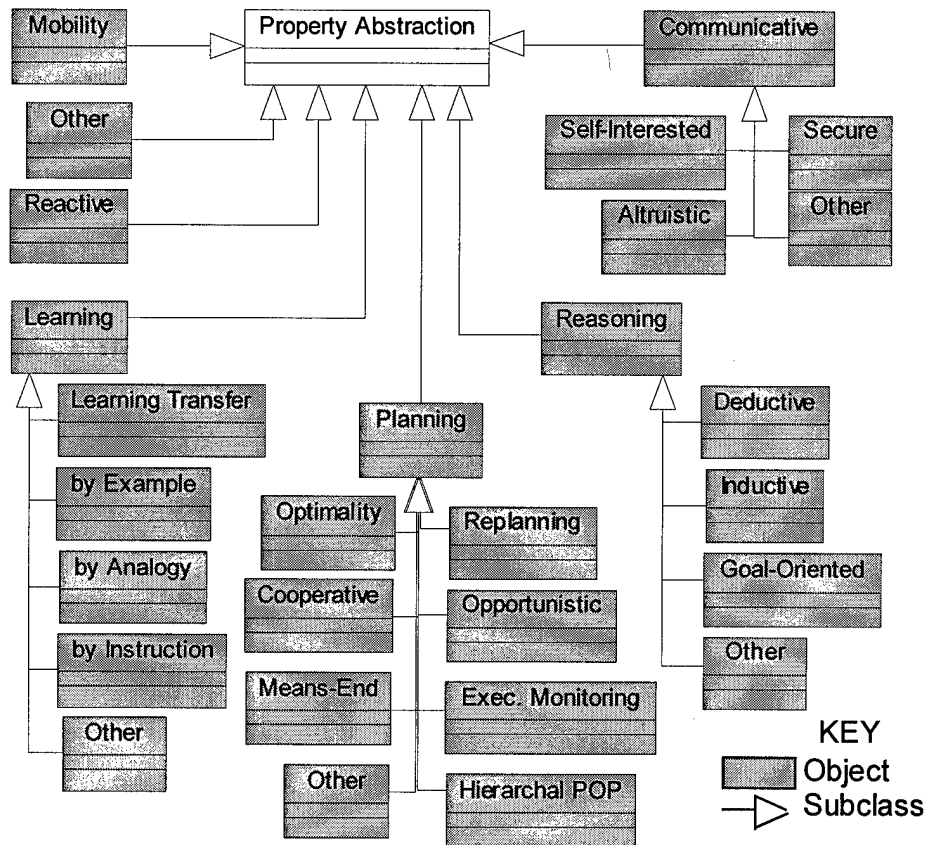 Mobility
Property Abstraction
Communicative
Other
Self-Interested
Secure
Reactive
Altruistic
Other
Learning
Reasoning
Learning Transfer
Planning
Deductive
by Example
Optimality
Replanning
Inductive
by Analogy
Cooperative
Opportunistic
Goal-Oriented
by Instruction
Means-End
Exec. Monitoring
Other
Other
Other
Hierarchal POP
KEY
Object
Subclass